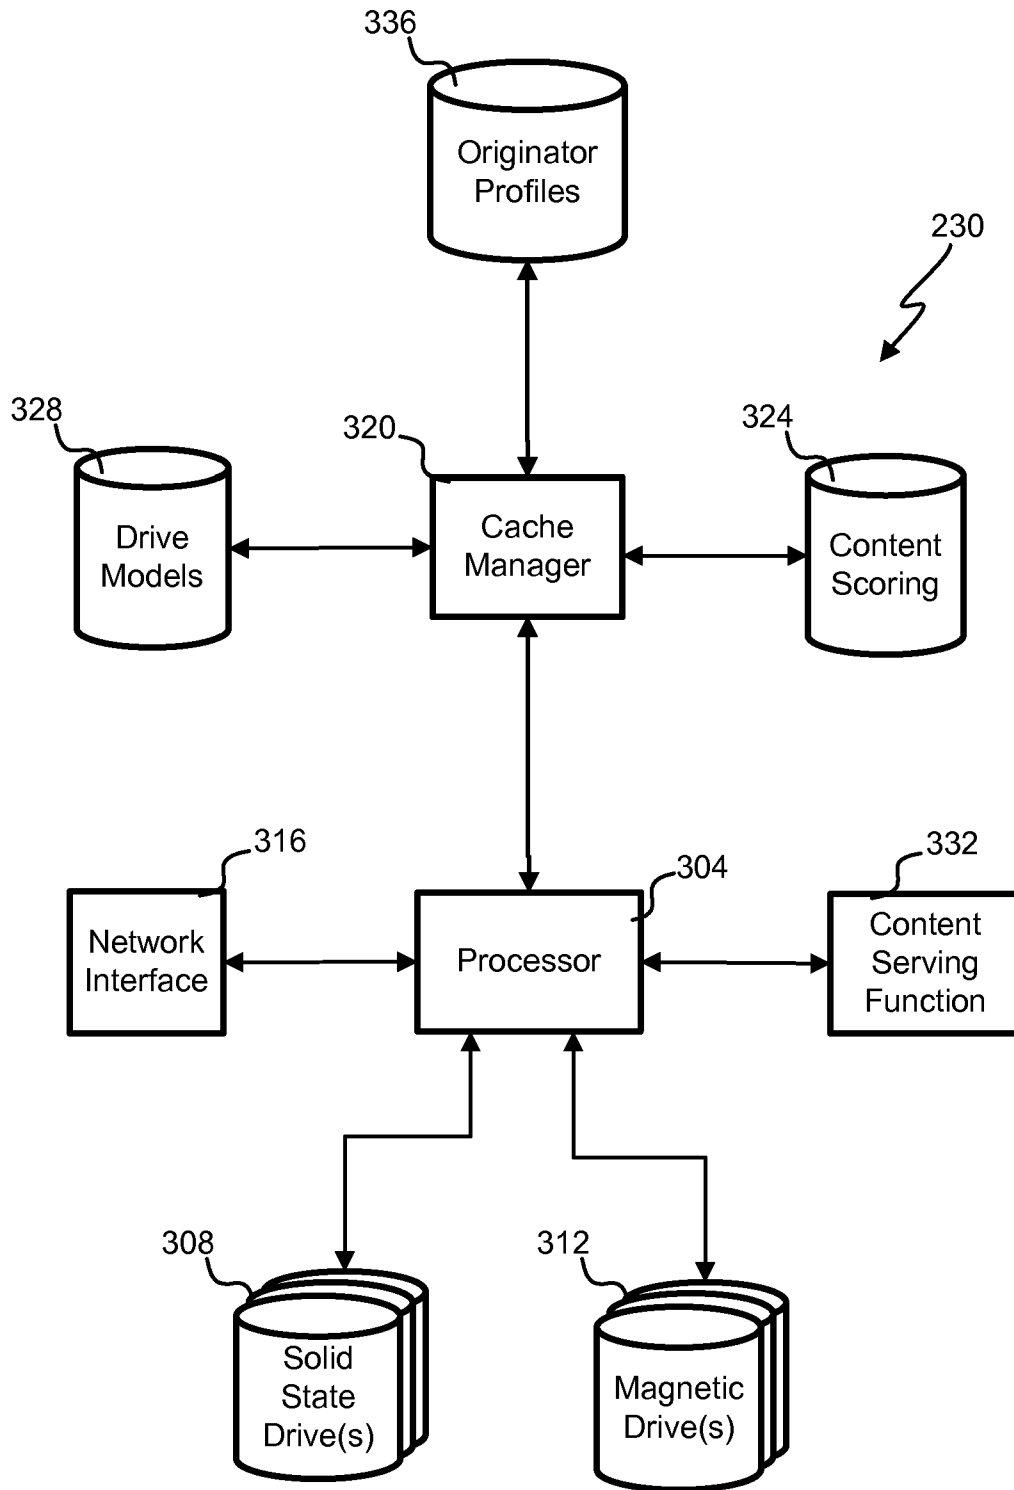 336
Originator
Profiles
230
328
320
324
Drive
Models
Cache
Manager
Content
Scoring
316
304
332
Network
Interface
Processor
Content
Serving
Function
308
312
Solid
State
Drive(s)
Magnetic
Drive(s)